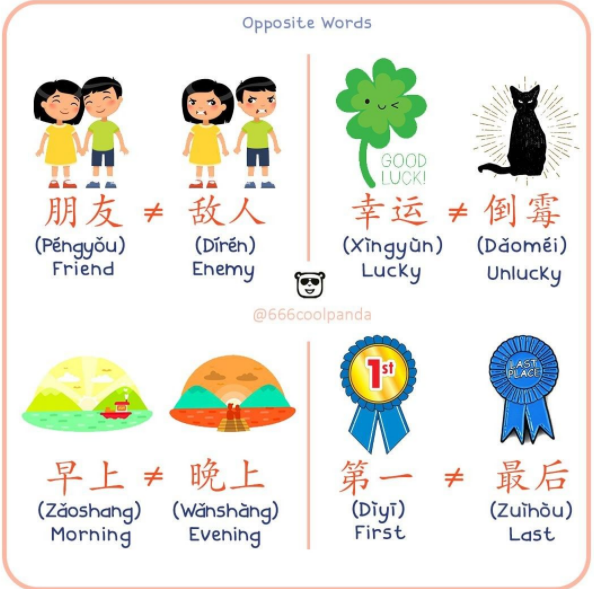 Opposite Words
GOOD
LUCK!
朋友 ≠ 敌人
(Péngyǒu) (Dírén)
Friend Enemy
幸运 ≠ 倒霉
(Xìngyùn) (Dǎoméi)
Lucky Unlucky
@666coolpanda
1st
LAST
PLACE
早上 ≠ 晚上
(Zǎoshang) (Wǎnshàng)
Morning Evening
第一 ≠ 最后
(Dìyī) (Zuìhòu)
First Last